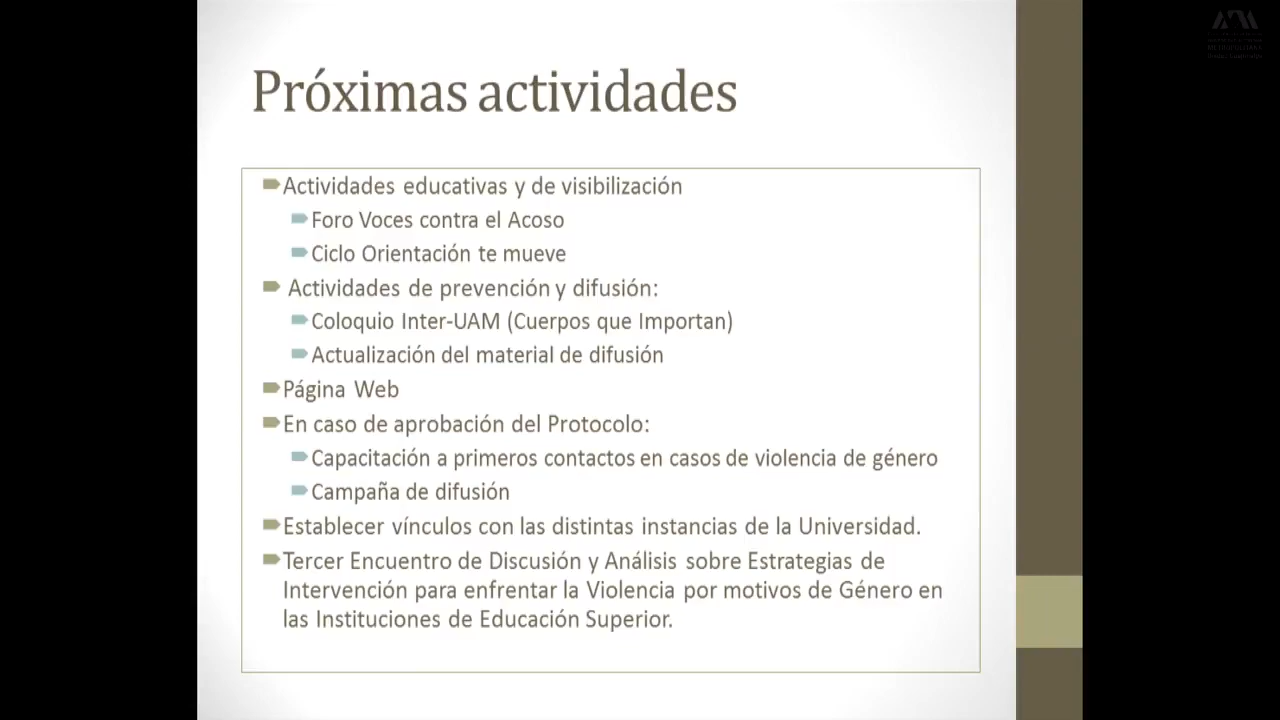 Próximas actividades
Actividades educativas y de visibilización
Foro Voces contra el Acoso
Ciclo Orientación te mueve
Actividades de prevención y difusión:
Coloquio Inter-UAM (Cuerpos que Importan)
Actualización del material de difusión
Página Web
En caso de aprobación del Protocolo:
Capacitación a primeros contactos en casos de violencia de género
Campaña de difusión
Establecer vínculos con las distintas instancias de la Universidad.
Tercer Encuentro de Discusión y Análisis sobre Estrategias de
Intervención para enfrentar la Violencia por motivos de Género en
las Instituciones de Educación Superior.